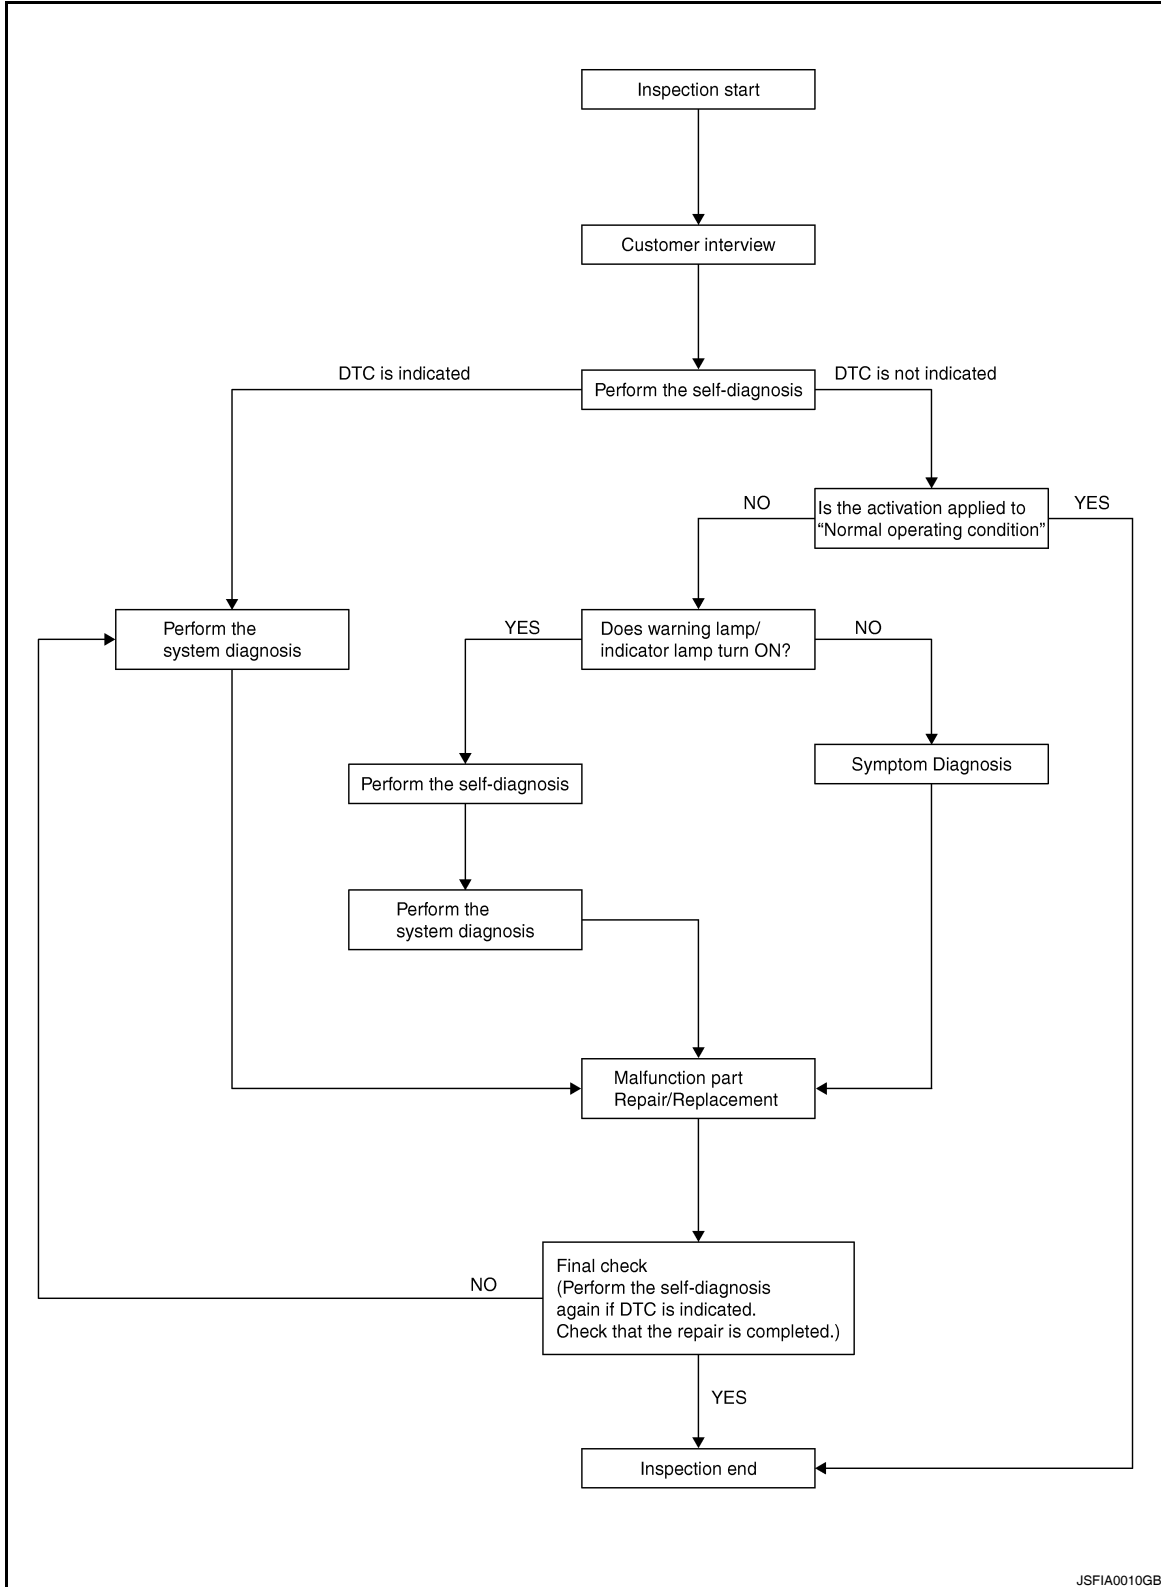 Inspection start
Customer interview
DTC is indicated
DTC is not indicated
Perform the self-diagnosis
NO
Is the activation applied to
“Normal operating condition”
YES
Perform the
system diagnosis
YES
Does warning lamp/
indicator lamp turn ON?
NO
Perform the self-diagnosis
Symptom Diagnosis
Perform the
system diagnosis
Malfunction part
Repair/Replacement
NO
Final check
(Perform the self-diagnosis
again if DTC is indicated.
Check that the repair is completed.)
YES
Inspection end
JSFIA0010GB